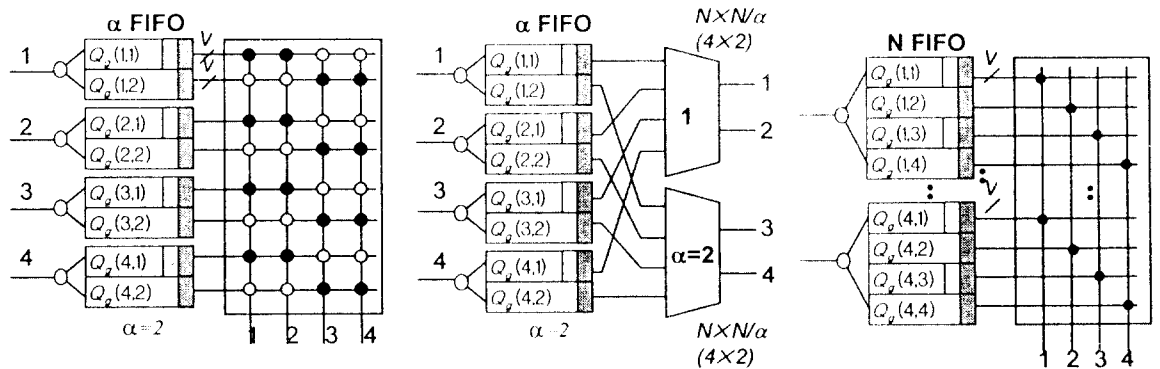 α FIFO
1
2
3
4
Q_g(1,1)
Q_g(1,2)
Q_g(2,1)
Q_g(2,2)
Q_g(3,1)
Q_g(3,2)
Q_g(4,1)
Q_g(4,2)
V
V
α=2
1 2 3 4
α FIFO
1
2
3
4
Q_g(1,1)
Q_g(1,2)
Q_g(2,1)
Q_g(2,2)
Q_g(3,1)
Q_g(3,2)
Q_g(4,1)
Q_g(4,2)
α=2
N×N/α
(4×2)
1
1
2
α=2
3
4
N×N/α
(4×2)
N FIFO
Q_g(1,1)
Q_g(1,2)
Q_g(1,3)
Q_g(1,4)
V
V
Q_g(4,1)
Q_g(4,2)
Q_g(4,3)
Q_g(4,4)
1 2 3 4